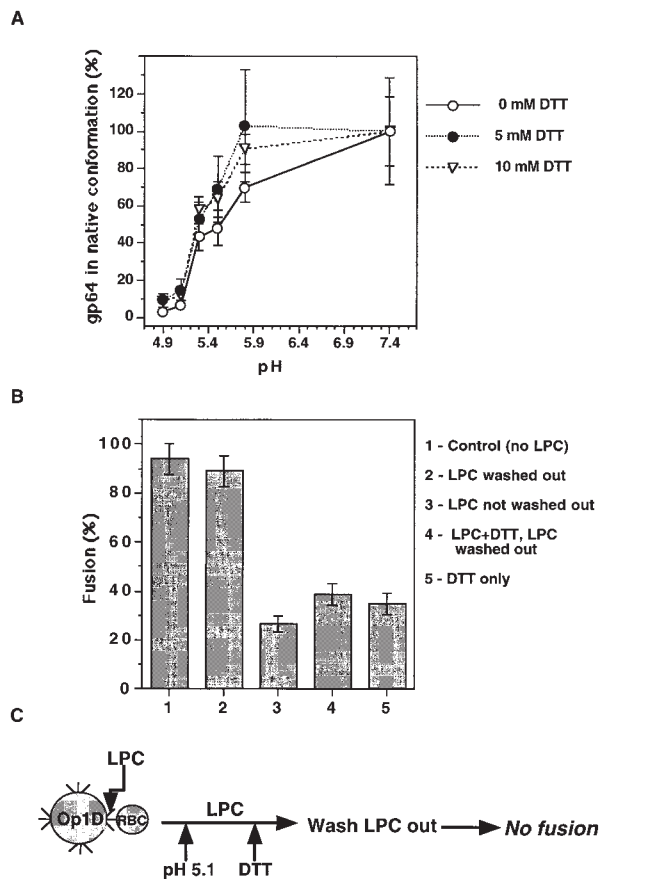 A
gp64 in native conformation (%)
120
100
80
60
40
20
0
4.9 5.4 5.9 6.4 6.9 7.4
pH
0 mM DTT
5 mM DTT
10 mM DTT
B
Fusion (%)
100
80
60
40
20
0
1 2 3 4 5
1 - Control (no LPC)
2 - LPC washed out
3 - LPC not washed out
4 - LPC+DTT, LPC
washed out
5 - DTT only
C
LPC
Op1D
RBC
LPC
pH 5.1
DTT
Wash LPC out
No fusion